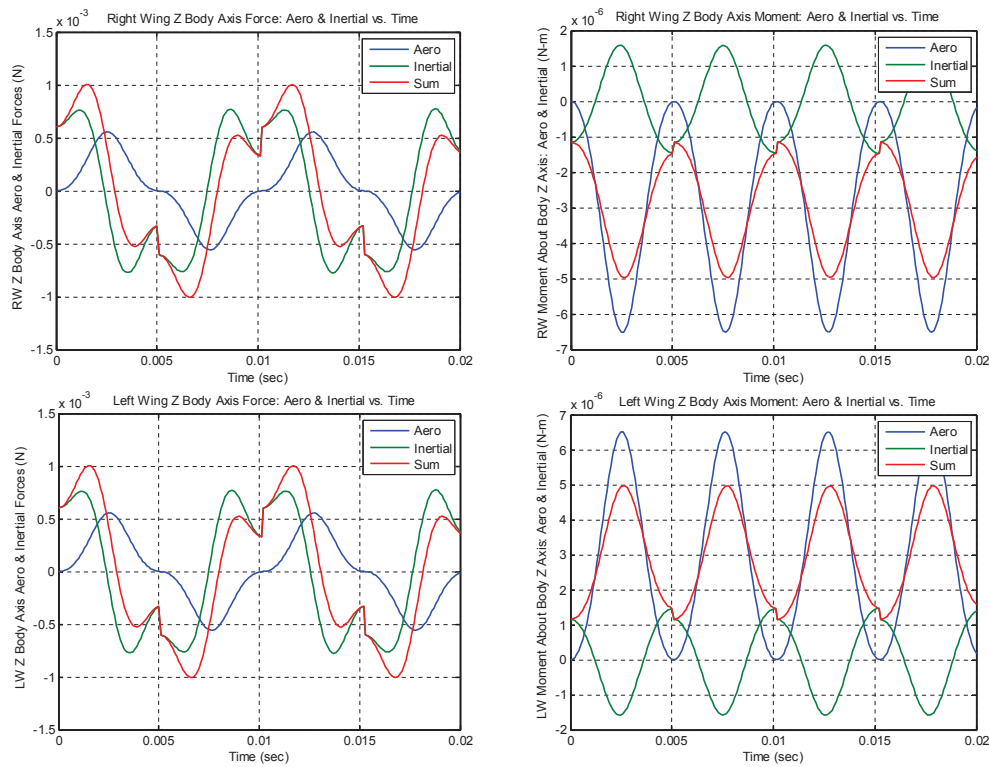 Right Wing Z Body Axis Force: Aero & Inertial vs. Time
x 10^-3
1.5
1
0.5
0
-0.5
-1
-1.5
RW Z Body Axis Aero & Inertial Forces (N)
Aero
Inertial
Sum
0
0.005
0.01
0.015
0.02
Time (sec)
Right Wing Z Body Axis Moment: Aero & Inertial vs. Time
x 10^-6
2
1
0
-1
-2
-3
-4
-5
-6
-7
RW Moment About Body Z Axis: Aero & Inertial (N-m)
Aero
Inertial
Sum
0
0.005
0.01
0.015
0.02
Time (sec)
Left Wing Z Body Axis Force: Aero & Inertial vs. Time
x 10^-3
1.5
1
0.5
0
-0.5
-1
-1.5
LW Z Body Axis Aero & Inertial Forces (N)
Aero
Inertial
Sum
0
0.005
0.01
0.015
0.02
Time (sec)
Left Wing Z Body Axis Moment: Aero & Inertial vs. Time
x 10^-6
7
6
5
4
3
2
1
0
-1
-2
LW Moment About Body Z Axis: Aero & Inertial (N-m)
Aero
Inertial
Sum
0
0.005
0.01
0.015
0.02
Time (sec)